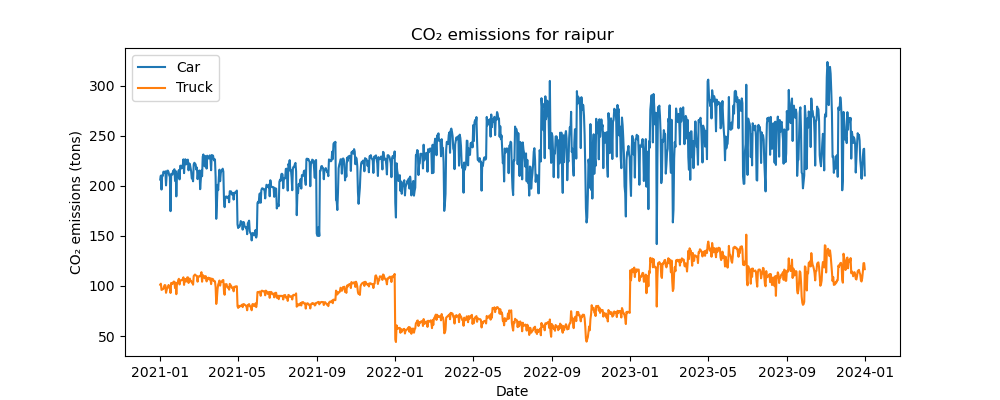 CO₂ emissions for raipur
Car
Truck
CO₂ emissions (tons)
300
250
200
150
100
50
2021-01 2021-05 2021-09 2022-01 2022-05 2022-09 2023-01 2023-05 2023-09 2024-01
Date